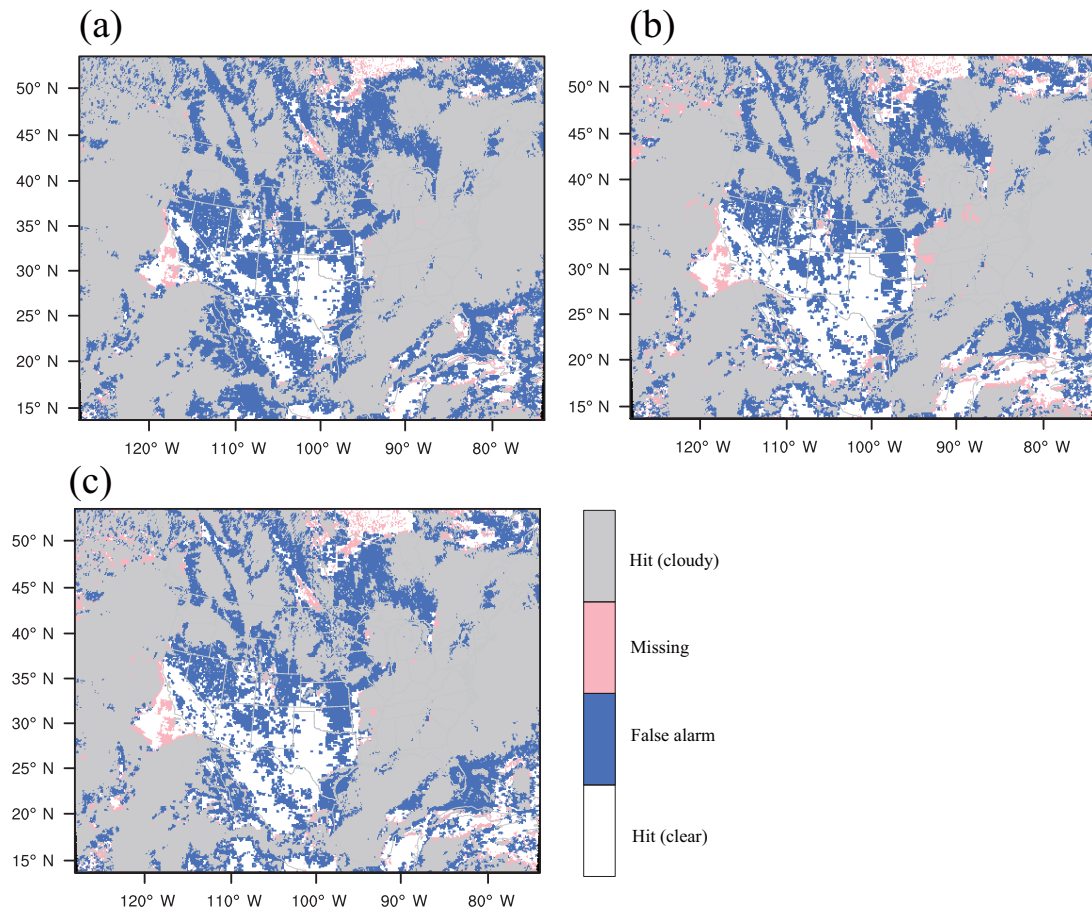 (a)
(b)
50° N
45° N
40° N
35° N
30° N
25° N
20° N
15° N
120° W 110° W 100° W 90° W 80° W
50° N
45° N
40° N
35° N
30° N
25° N
20° N
15° N
120° W 110° W 100° W 90° W 80° W
(c)
50° N
45° N
40° N
35° N
30° N
25° N
20° N
15° N
120° W 110° W 100° W 90° W 80° W
Hit (cloudy)
Missing
False alarm
Hit (clear)